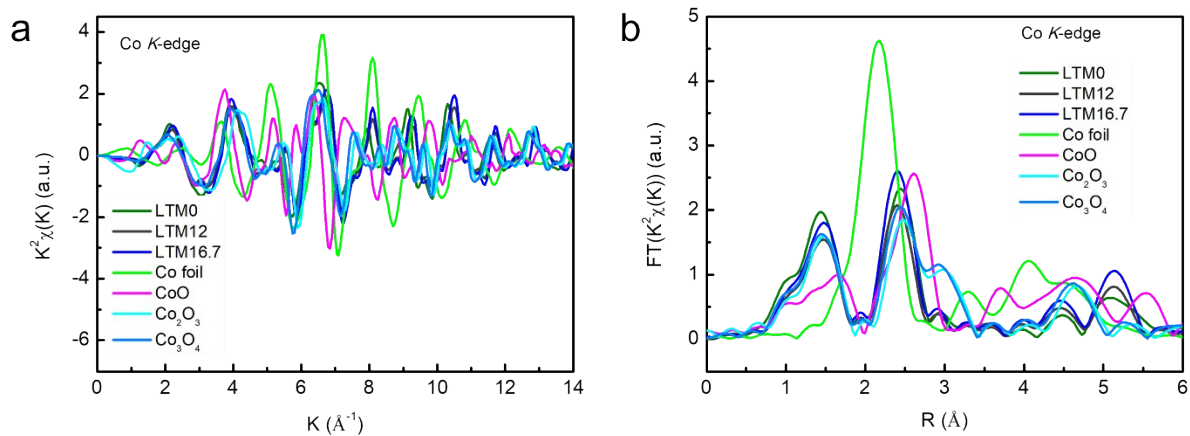 a
Co K-edge
4
2
0
-2
-4
-6
K²χ(K) (a.u.)
LTM0
LTM12
LTM16.7
Co foil
CoO
Co₂O₃
Co₃O₄
0 2 4 6 8 10 12 14
K (Å⁻¹)
b
Co K-edge
5
4
3
2
1
0
FT(K²χ(K)) (a.u.)
LTM0
LTM12
LTM16.7
Co foil
CoO
Co₂O₃
Co₃O₄
0 1 2 3 4 5 6
R (Å)